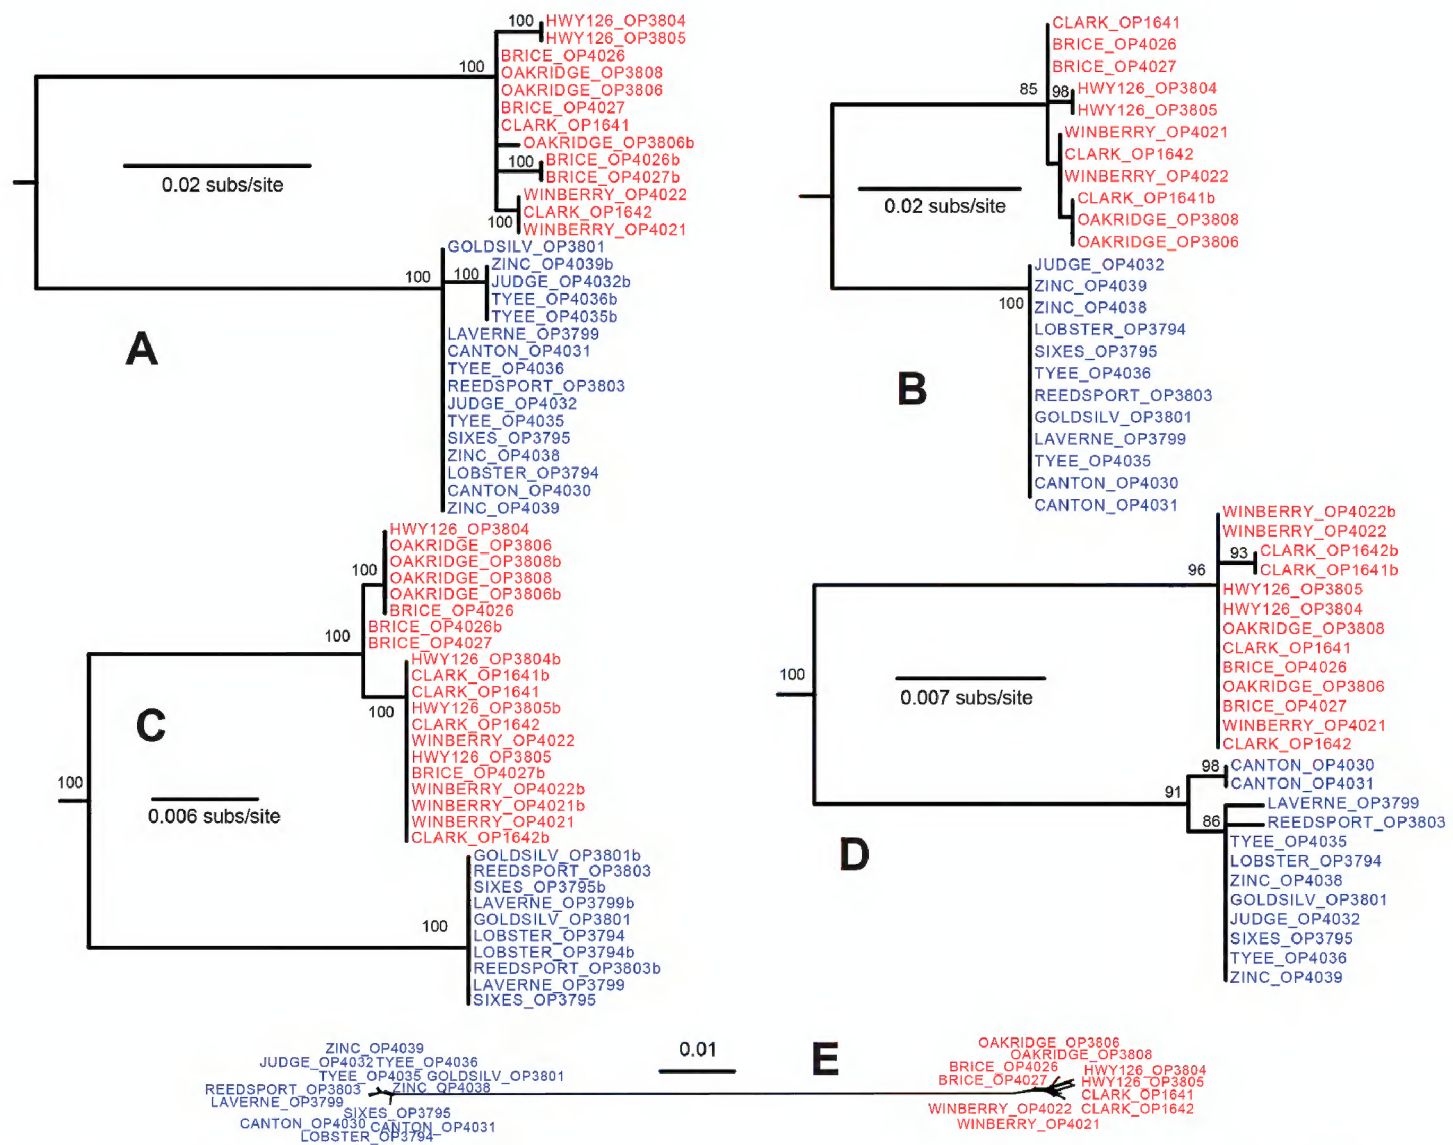 HWY126_OP3804
100
HWY126_OP3805
BRICE_OP4026
100
OAKRIDGE_OP3808
OAKRIDGE_OP3806
BRICE_OP4027
CLARK_OP1641
OAKRIDGE_OP3806b
100
BRICE_OP4026b
BRICE_OP4027b
0.02 subs/site
WINBERRY_OP4022
CLARK_OP1642
100
WINBERRY_OP4021
GOLDSILV_OP3801
ZINC_OP4039b
100
100
JUDGE_OP4032b
TYEE_OP4036b
TYEE_OP4035b
LAVERNE_OP3799
A
CANTON_OP4031
TYEE_OP4036
REEDSPORT_OP3803
JUDGE_OP4032
TYEE_OP4035
SIXES_OP3795
ZINC_OP4038
LOBSTER_OP3794
CANTON_OP4030
ZINC_OP4039
CLARK_OP1641
BRICE_OP4026
BRICE_OP4027
85
98
HWY126_OP3804
HWY126_OP3805
WINBERRY_OP4021
CLARK_OP1642
WINBERRY_OP4022
0.02 subs/site
CLARK_OP1641b
OAKRIDGE_OP3808
OAKRIDGE_OP3806
JUDGE_OP4032
ZINC_OP4039
100
ZINC_OP4038
LOBSTER_OP3794
SIXES_OP3795
TYEE_OP4036
B
REEDSPORT_OP3803
GOLDSILV_OP3801
LAVERNE_OP3799
TYEE_OP4035
CANTON_OP4030
CANTON_OP4031
HWY126_OP3804
OAKRIDGE_OP3806
OAKRIDGE_OP3808b
100
OAKRIDGE_OP3808
OAKRIDGE_OP3806b
BRICE_OP4026
BRICE_OP4026b
100
BRICE_OP4027
HWY126_OP3804b
CLARK_OP1641b
CLARK_OP1641
HWY126_OP3805b
100
C
CLARK_OP1642
WINBERRY_OP4022
HWY126_OP3805
BRICE_OP4027b
100
WINBERRY_OP4022b
WINBERRY_OP4021b
0.006 subs/site
WINBERRY_OP4021
CLARK_OP1642b
GOLDSILV_OP3801b
REEDSPORT_OP3803
SIXES_OP3795b
LAVERNE_OP3799b
GOLDSILV_OP3801
100
LOBSTER_OP3794
LOBSTER_OP3794b
REEDSPORT_OP3803b
LAVERNE_OP3799
SIXES_OP3795
WINBERRY_OP4022b
WINBERRY_OP4022
93
CLARK_OP1642b
CLARK_OP1641b
96
HWY126_OP3805
HWY126_OP3804
OAKRIDGE_OP3808
CLARK_OP1641
100
BRICE_OP4026
OAKRIDGE_OP3806
0.007 subs/site
BRICE_OP4027
WINBERRY_OP4021
CLARK_OP1642
98
CANTON_OP4030
CANTON_OP4031
91
LAVERNE_OP3799
86
REEDSPORT_OP3803
TYEE_OP4035
D
LOBSTER_OP3794
ZINC_OP4038
GOLDSILV_OP3801
JUDGE_OP4032
SIXES_OP3795
TYEE_OP4036
ZINC_OP4039
ZINC_OP4039
JUDGE_OP4032 TYEE_OP4036
TYEE_OP4035 GOLDSILV_OP3801
REEDSPORT_OP3803 ZINC_OP4038
LAVERNE_OP3799
SIXES_OP3795
CANTON_OP4030 CANTON_OP4031
LOBSTER_OP3794
0.01
E
OAKRIDGE_OP3806
OAKRIDGE_OP3808
BRICE_OP4026 HWY126_OP3804
BRICE_OP4027 HWY126_OP3805
CLARK_OP1641
WINBERRY_OP4022 CLARK_OP1642
WINBERRY_OP4021